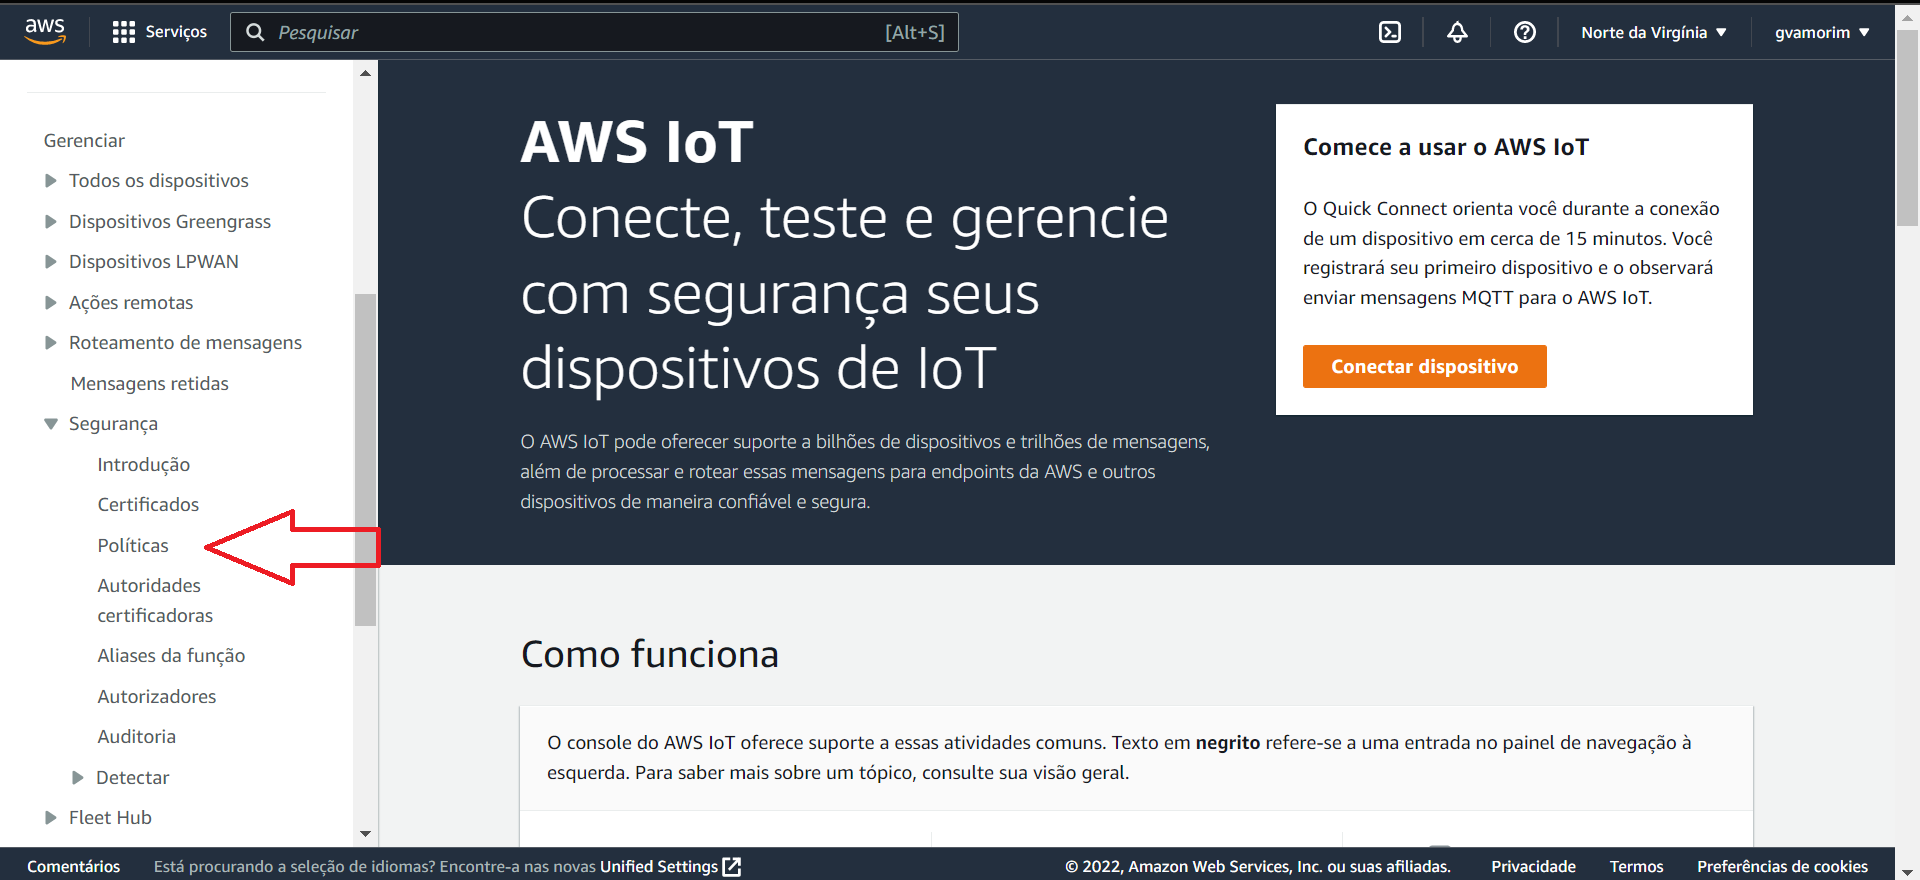 aws
Serviços
Pesquisar
[Alt+S]
Norte da Virgínia
gvamorim
Gerenciar
Todos os dispositivos
Dispositivos Greengrass
Dispositivos LPWAN
Ações remotas
Roteamento de mensagens
Mensagens retidas
Segurança
Introdução
Certificados
Políticas
Autoridades
certificadoras
Aliases da função
Autorizadores
Auditoria
Detectar
Fleet Hub
AWS IoT
Conecte, teste e gerencie
com segurança seus
dispositivos de IoT
O AWS IoT pode oferecer suporte a bilhões de dispositivos e trilhões de mensagens,
além de processar e rotear essas mensagens para endpoints da AWS e outros
dispositivos de maneira confiável e segura.
Comece a usar o AWS IoT
O Quick Connect orienta você durante a conexão
de um dispositivo em cerca de 15 minutos. Você
registrará seu primeiro dispositivo e o observará
enviar mensagens MQTT para o AWS IoT.
Conectar dispositivo
Como funciona
O console do AWS IoT oferece suporte a essas atividades comuns. Texto em negrito refere-se a uma entrada no painel de navegação à
esquerda. Para saber mais sobre um tópico, consulte sua visão geral.
Comentários
Está procurando a seleção de idiomas? Encontre-a nas novas Unified Settings
© 2022, Amazon Web Services, Inc. ou suas afiliadas.
Privacidade
Termos
Preferências de cookies